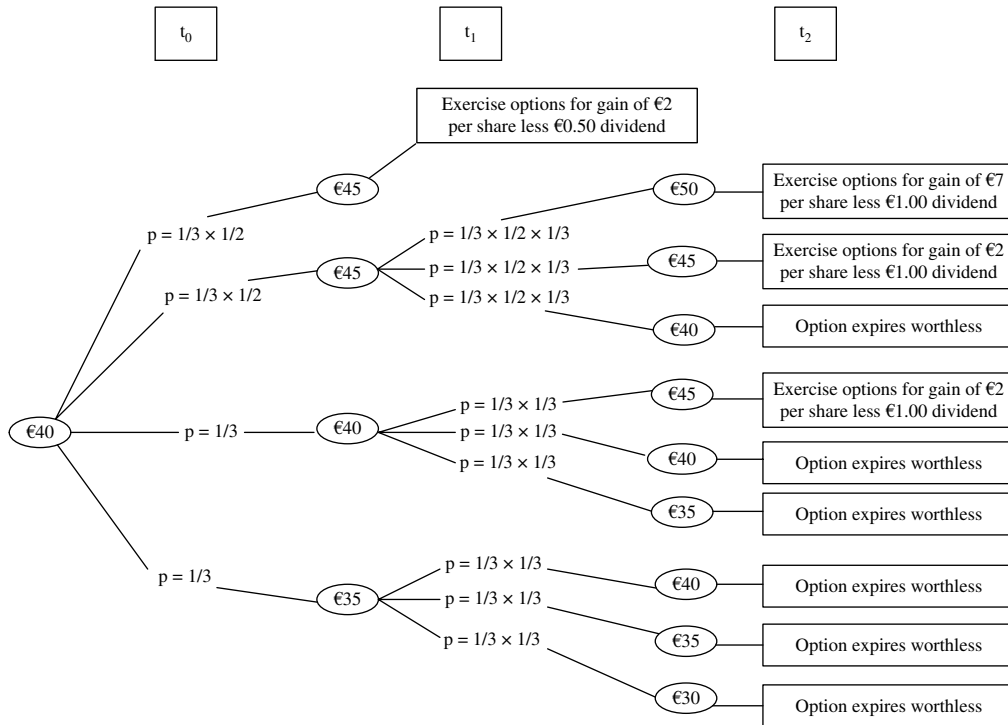 t₀
t₁
t₂
Exercise options for gain of €2
per share less €0.50 dividend
€45
€50
Exercise options for gain of €7
per share less €1.00 dividend
p = 1/3 × 1/2
p = 1/3 × 1/2 × 1/3
€45
p = 1/3 × 1/2 × 1/3
€45
Exercise options for gain of €2
per share less €1.00 dividend
p = 1/3 × 1/2
p = 1/3 × 1/2 × 1/3
€40
Option expires worthless
€45
Exercise options for gain of €2
per share less €1.00 dividend
p = 1/3 × 1/3
€40
p = 1/3
€40
p = 1/3 × 1/3
€40
Option expires worthless
p = 1/3 × 1/3
€35
Option expires worthless
p = 1/3
p = 1/3 × 1/3
€40
Option expires worthless
€35
p = 1/3 × 1/3
€35
Option expires worthless
p = 1/3 × 1/3
€30
Option expires worthless